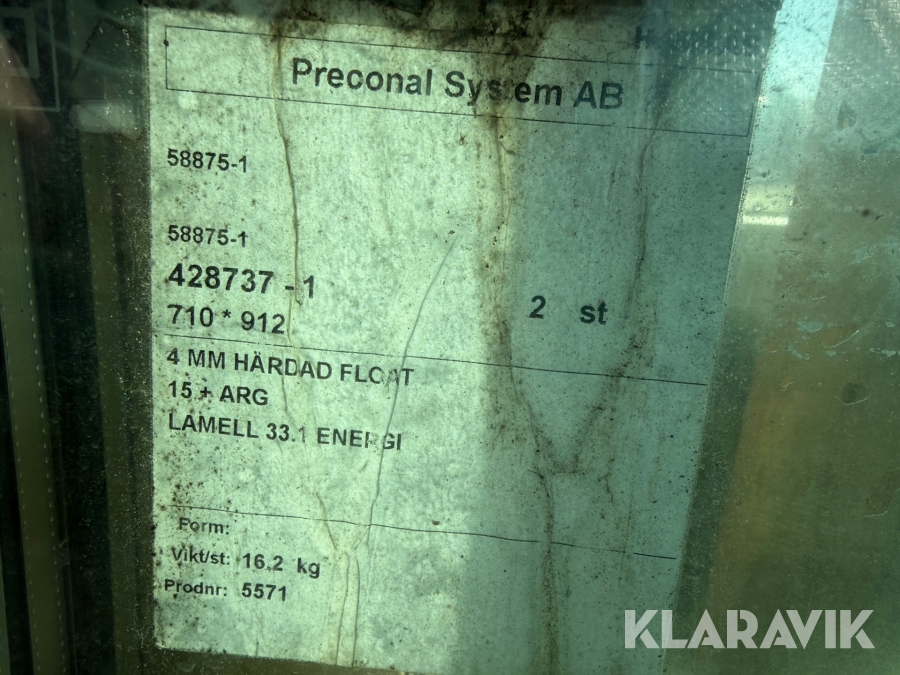 Preconal System AB
58875-1
58875-1
428737 - 1
710 * 912
2 st
4 MM HÄRDAD FLOAT
15 + ARG
LAMELL 33.1 ENERGI
Form:
Vikt/st: 16.2 kg
Prodnr: 5571
KLARAVIK